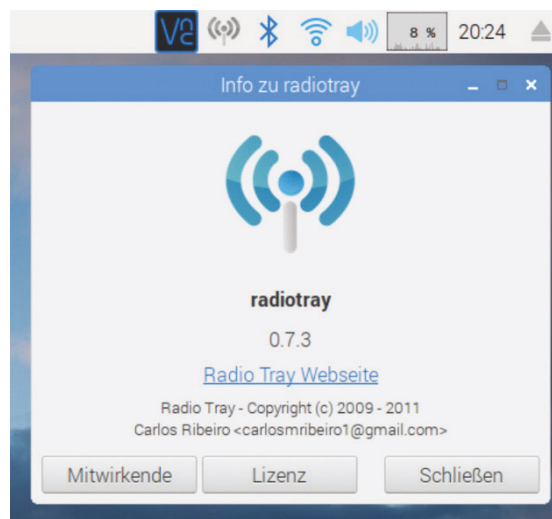 VNC 8 % 20:24
Info zu radiotray
radiotray
0.7.3
Radio Tray Webseite
Radio Tray - Copyright (c) 2009 - 2011
Carlos Ribeiro <carlosmribeiro1@gmail.com>
Mitwirkende Lizenz Schließen